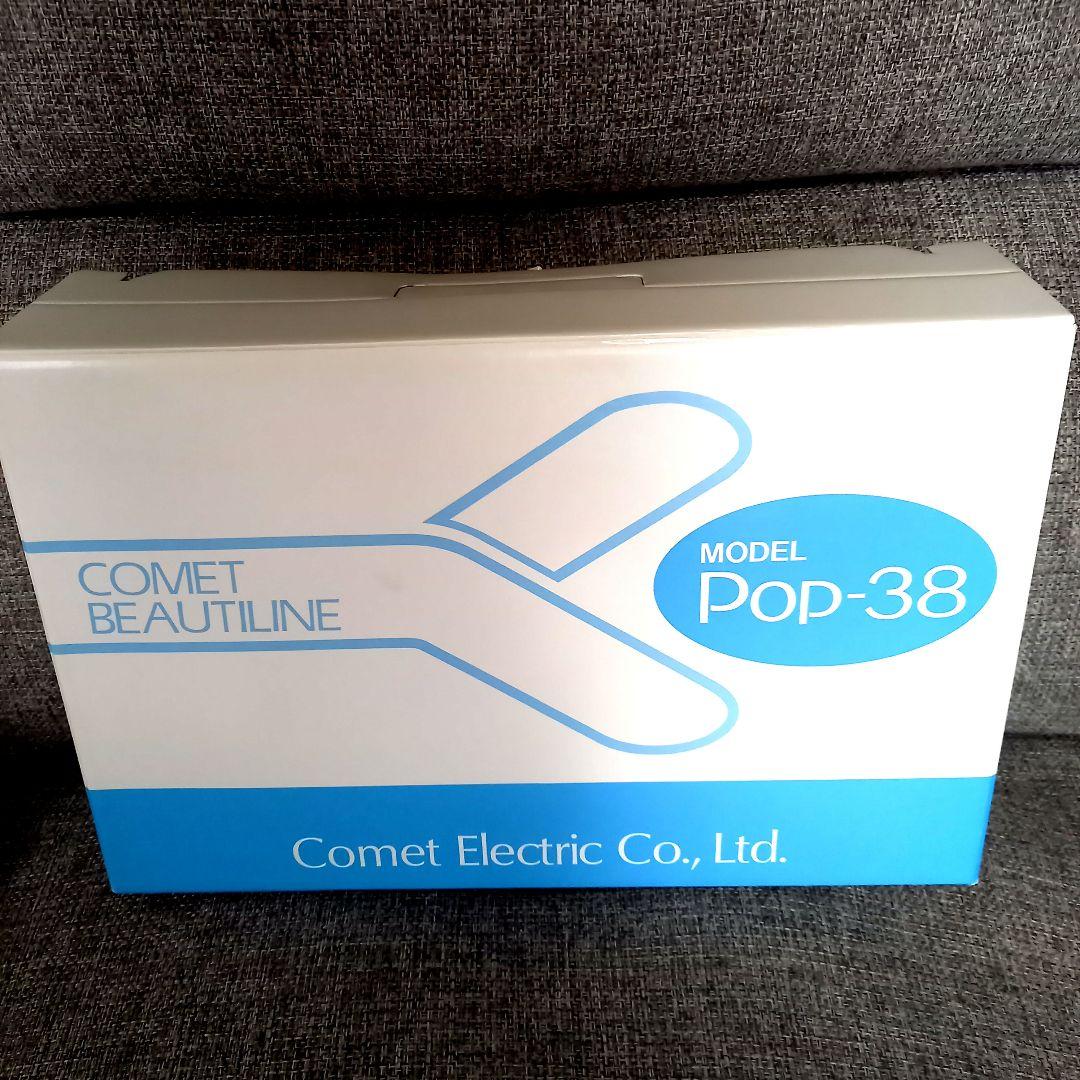 COMET
BEAUTILINE
MODEL
Pop-38
Comet Electric Co., Ltd.